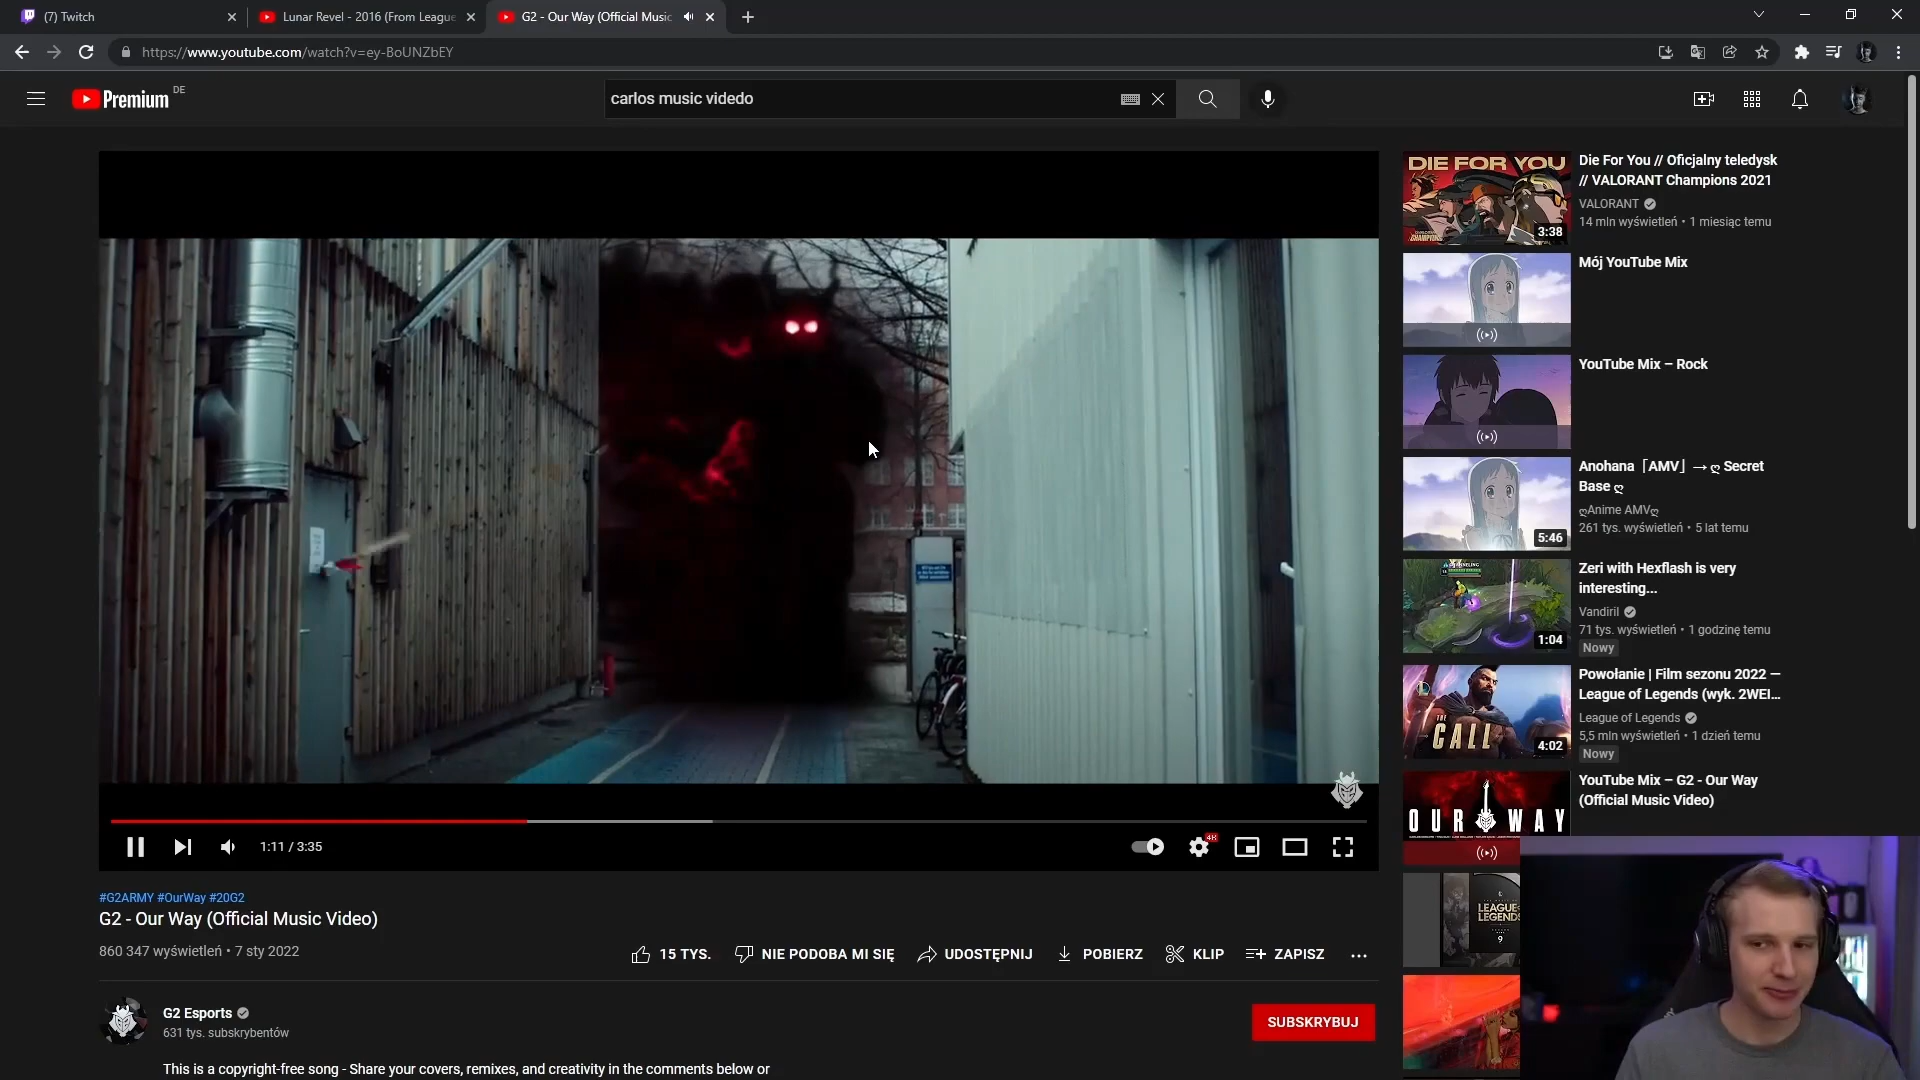 (7) Twitch
Lunar Revel - 2016 (From League
G2 - Our Way (Official Music
https://www.youtube.com/watch?v=ey-BoUNZbEY
Premium DE
carlos music videdo
DIE FOR YOU
3:38
Die For You // Oficjalny teledysk
// VALORANT Champions 2021
VALORANT
14 mln wyświetleń • 1 miesiąc temu
Mój YouTube Mix
YouTube Mix – Rock
5:46
Anohana「AMV」→ღ Secret
Base ღ
ღAnime AMVღ
261 tys. wyświetleń • 5 lat temu
1:04
Zeri with Hexflash is very
interesting...
Vandiril
71 tys. wyświetleń • 1 godzinę temu
Nowy
THE
CALL
4:02
Powołanie | Film sezonu 2022 —
League of Legends (wyk. 2WEI...
League of Legends
5,5 mln wyświetleń • 1 dzień temu
Nowy
OUR WAY
YouTube Mix – G2 - Our Way
(Official Music Video)
LEAGUE
LEGENDS
9
1:11 / 3:35
4K
#G2ARMY #OurWay #20G2
G2 - Our Way (Official Music Video)
860 347 wyświetleń • 7 sty 2022
15 TYS.
NIE PODOBA MI SIĘ
UDOSTĘPNIJ
POBIERZ
KLIP
ZAPISZ
G2 Esports
631 tys. subskrybentów
SUBSKRYBUJ
This is a copyright-free song - Share your covers, remixes, and creativity in the comments below or